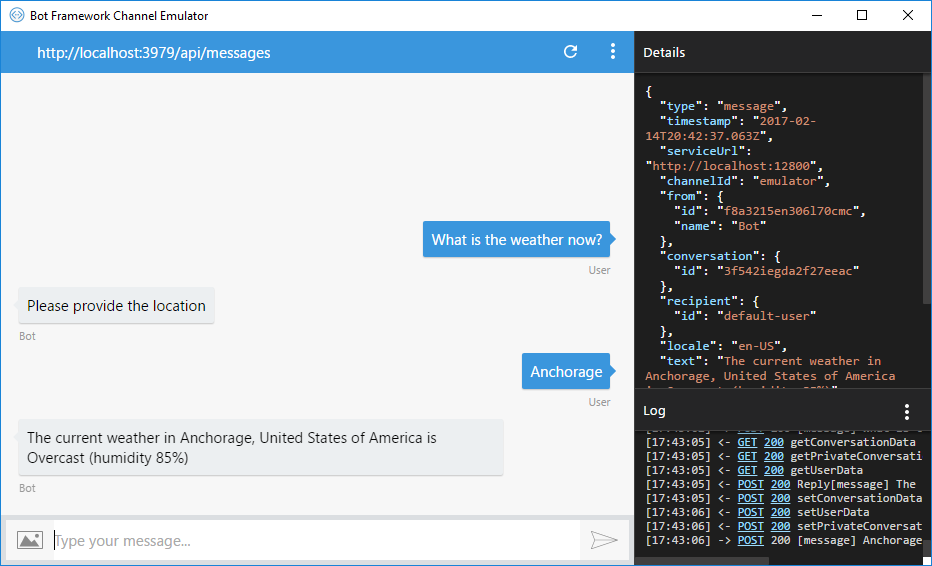 Bot Framework Channel Emulator
http://localhost:3979/api/messages
What is the weather now?
User
Please provide the location
Bot
Anchorage
User
The current weather in Anchorage, United States of America is
Overcast (humidity 85%)
Bot
Type your message...
Details
{
"type": "message",
"timestamp": "2017-02-
14T20:42:37.063Z",
"serviceUrl":
"http://localhost:12800",
"channelId": "emulator",
"from": {
"id": "f8a3215en306l70cmc",
"name": "Bot"
},
"conversation": {
"id": "3f542iegda2f27eeac"
},
"recipient": {
"id": "default-user"
},
"locale": "en-US",
"text": "The current weather in
Anchorage, United States of America
Log
[17:43:05] <- GET 200 getConversationData
[17:43:05] <- GET 200 getPrivateConversati
[17:43:05] <- GET 200 getUserData
[17:43:05] <- POST 200 Reply[message] The
[17:43:05] <- POST 200 setConversationData
[17:43:06] <- POST 200 setUserData
[17:43:06] <- POST 200 setPrivateConversat
[17:43:06] -> POST 200 [message] Anchorage